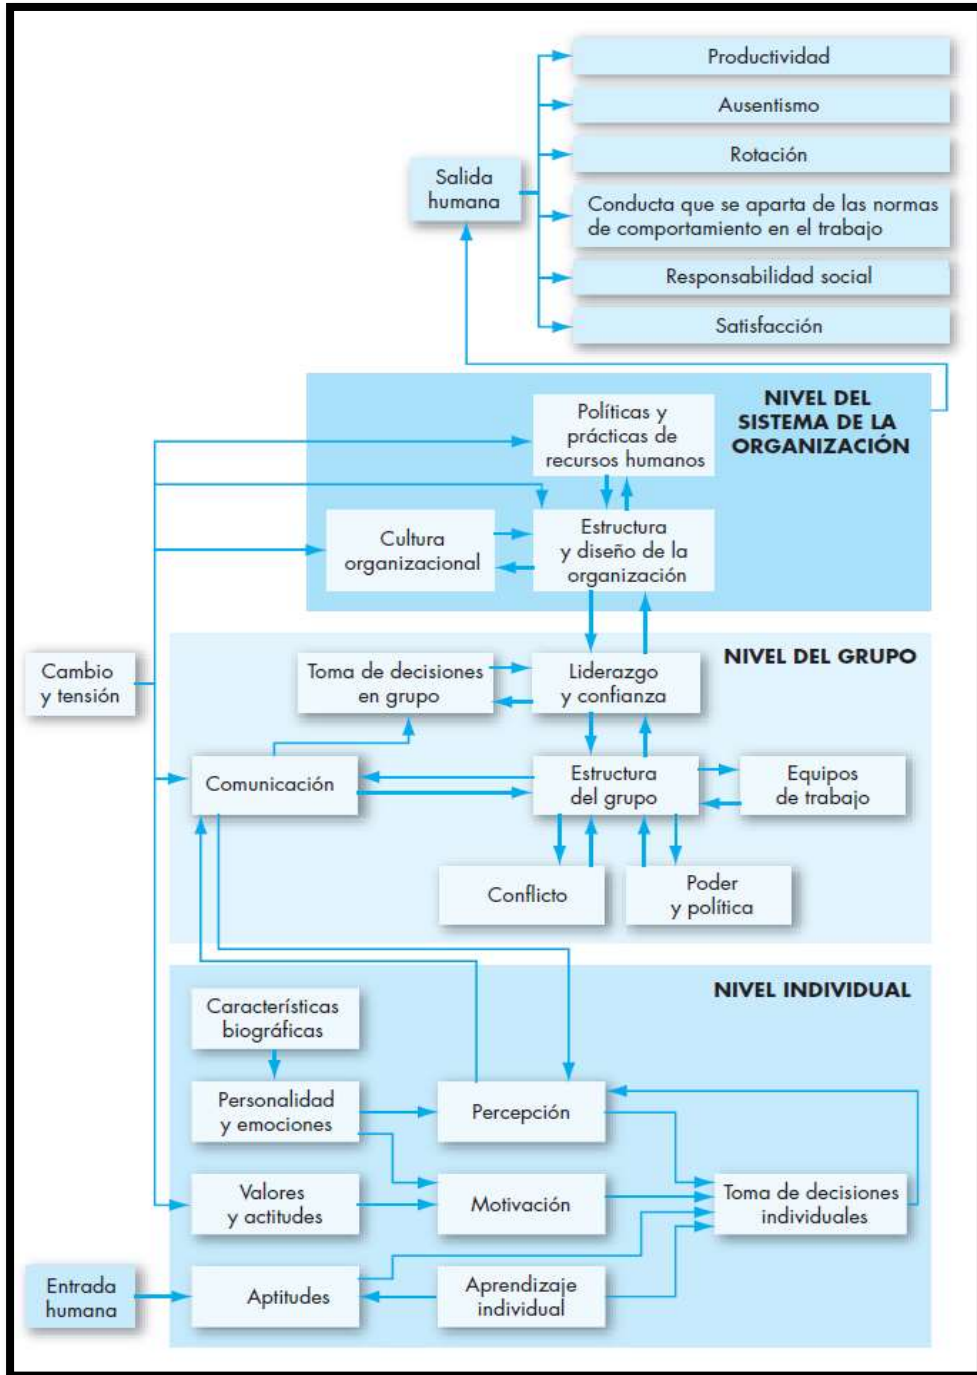 Productividad
Ausentismo
Rotación
Salida
humana
Conducta que se aparta de las normas
de comportamiento en el trabajo
Responsabilidad social
Satisfacción
NIVEL DEL
SISTEMA DE LA
ORGANIZACIÓN
Políticas y
prácticas de
recursos humanos
Cultura
organizacional
Estructura
y diseño de la
organización
Cambio
y tensión
NIVEL DEL GRUPO
Toma de decisiones
en grupo
Liderazgo
y confianza
Comunicación
Estructura
del grupo
Equipos
de trabajo
Conflicto
Poder
y política
NIVEL INDIVIDUAL
Características
biográficas
Personalidad
y emociones
Percepción
Valores
y actitudes
Motivación
Toma de decisiones
individuales
Entrada
humana
Aptitudes
Aprendizaje
individual